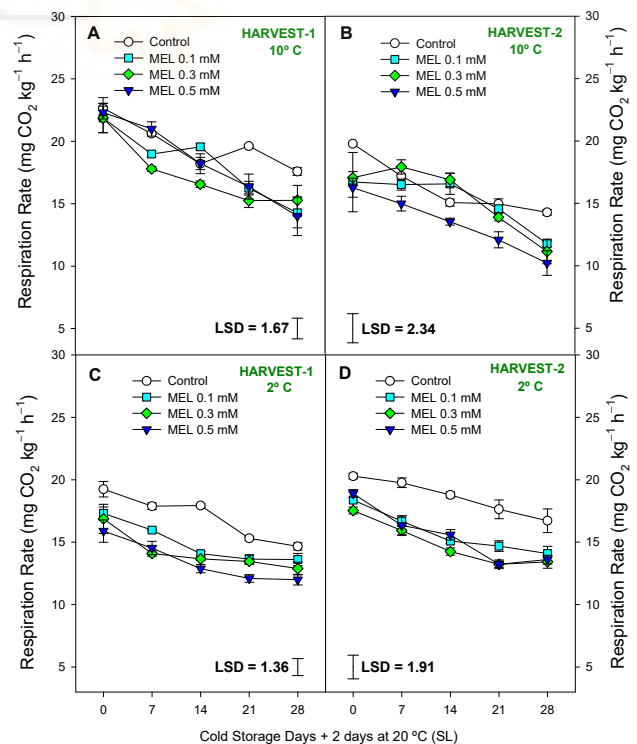 A
Control
MEL 0.1 mM
MEL 0.3 mM
MEL 0.5 mM
HARVEST-1
10º C
LSD = 1.67
B
Control
MEL 0.1 mM
MEL 0.3 mM
MEL 0.5 mM
HARVEST-2
10º C
LSD = 2.34
30
25
20
15
10
5
Respiration Rate (mg CO₂ kg⁻¹ h⁻¹)
30
25
20
15
10
5
Respiration Rate (mg CO₂ kg⁻¹ h⁻¹)
C
Control
MEL 0.1 mM
MEL 0.3 mM
MEL 0.5 mM
HARVEST-1
2º C
LSD = 1.36
D
Control
MEL 0.1 mM
MEL 0.3 mM
MEL 0.5 mM
HARVEST-2
2º C
LSD = 1.91
30
25
20
15
10
5
Respiration Rate (mg CO₂ kg⁻¹ h⁻¹)
30
25
20
15
10
5
Respiration Rate (mg CO₂ kg⁻¹ h⁻¹)
0 7 14 21 28
0 7 14 21 28
Cold Storage Days + 2 days at 20 ºC (SL)